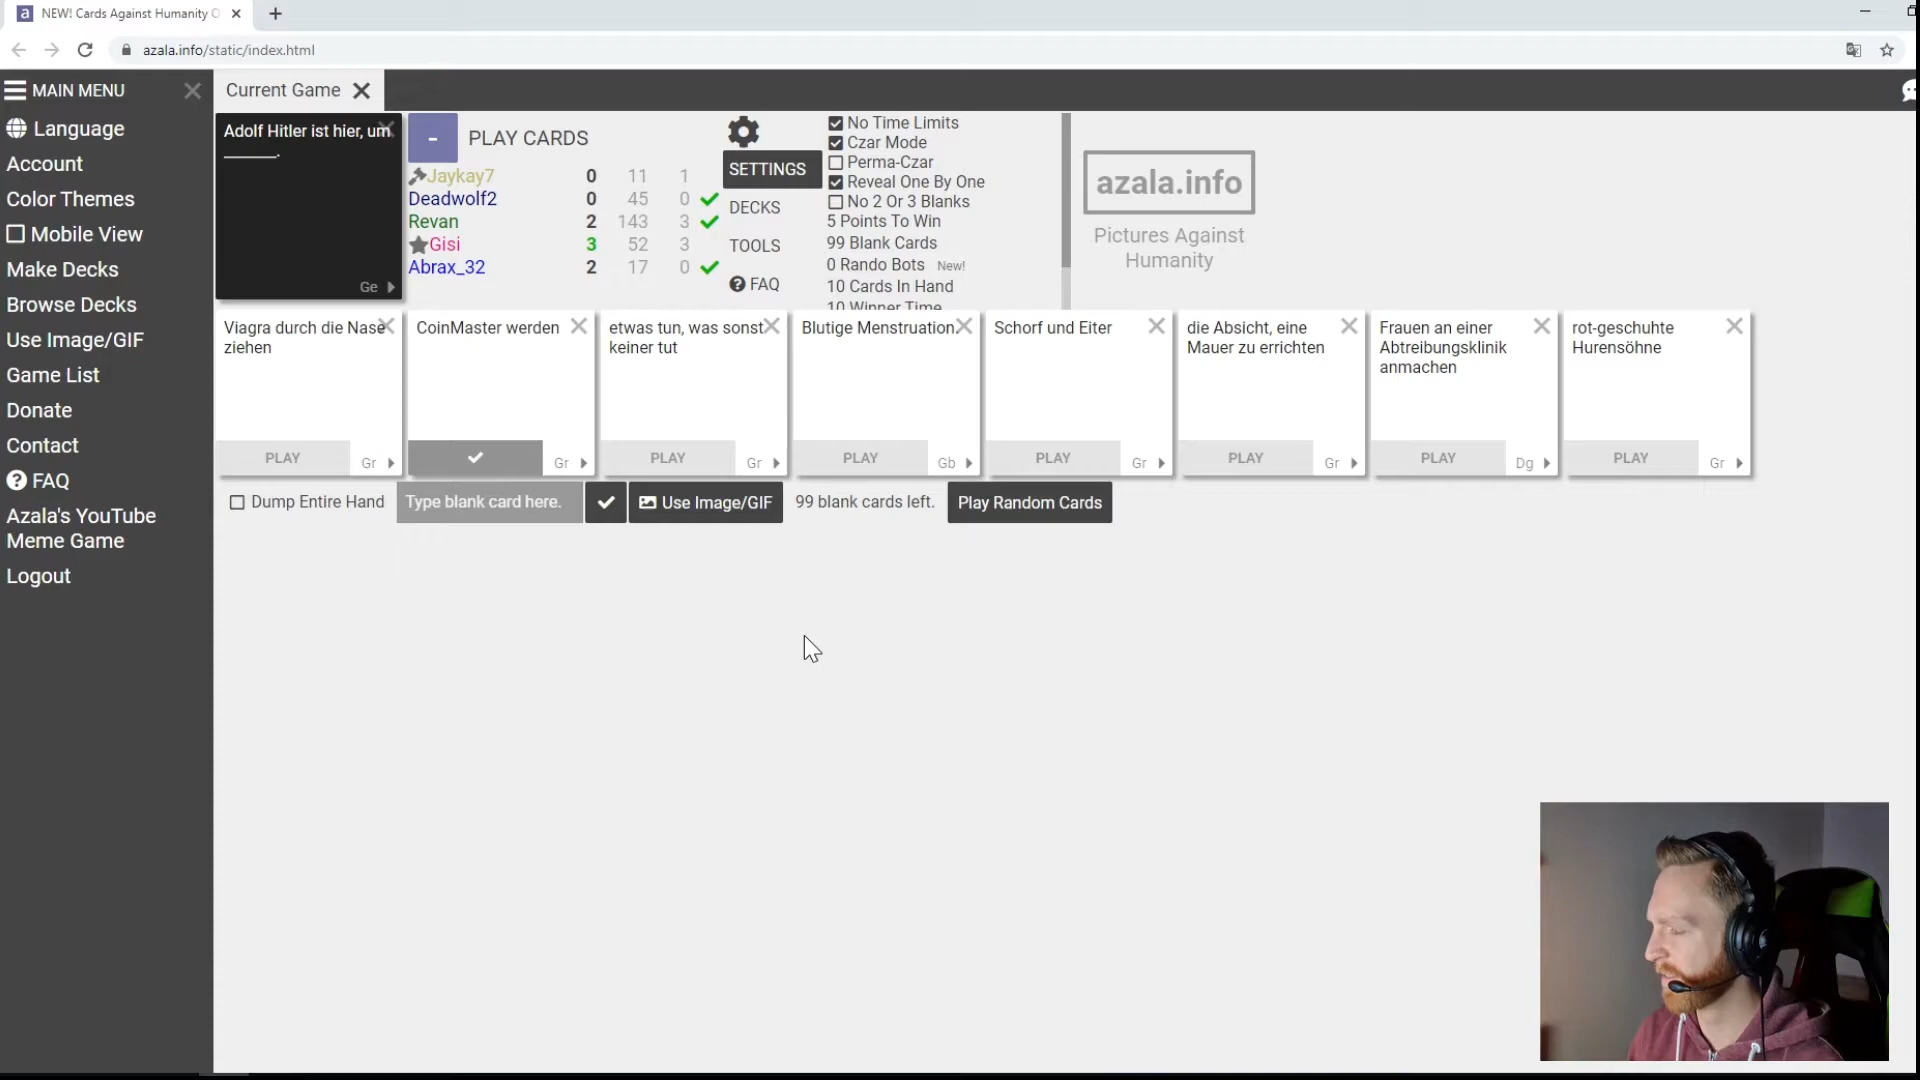 NEW! Cards Against Humanity O
azala.info/static/index.html
MAIN MENU
Language
Account
Color Themes
Mobile View
Make Decks
Browse Decks
Use Image/GIF
Game List
Donate
Contact
FAQ
Azala's YouTube
Meme Game
Logout
Current Game
Adolf Hitler ist hier, um
______.
Ge
- PLAY CARDS
Jaykay7 0 11 1
Deadwolf2 0 45 0
Revan 2 143 3
Gisi 3 52 3
Abrax_32 2 17 0
SETTINGS
DECKS
TOOLS
FAQ
No Time Limits
Czar Mode
Perma-Czar
Reveal One By One
No 2 Or 3 Blanks
5 Points To Win
99 Blank Cards
0 Rando Bots New!
10 Cards In Hand
10 Winner Time
azala.info
Pictures Against
Humanity
Viagra durch die Nase
ziehen
PLAY Gr
CoinMaster werden
Gr
etwas tun, was sonst
keiner tut
PLAY Gr
Blutige Menstruation.
PLAY Gb
Schorf und Eiter
PLAY Gr
die Absicht, eine
Mauer zu errichten
PLAY Gr
Frauen an einer
Abtreibungsklinik
anmachen
PLAY Dg
rot-geschuhte
Hurensöhne
PLAY Gr
Dump Entire Hand
Type blank card here.
Use Image/GIF
99 blank cards left.
Play Random Cards